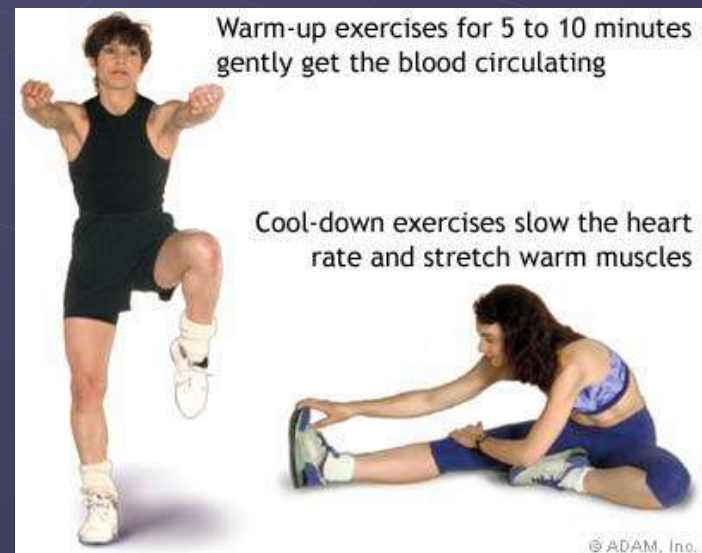 Warm-up exercises for 5 to 10 minutes
gently get the blood circulating
Cool-down exercises slow the heart
rate and stretch warm muscles
© ADAM, Inc.